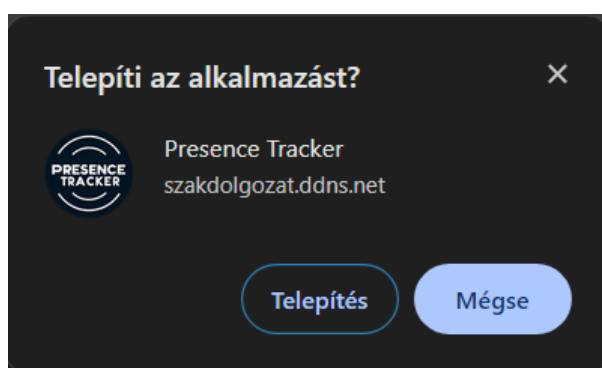 Telepíti az alkalmazást?
PRESENCE
TRACKER
Presence Tracker
szakdolgozat.ddns.net
Telepítés
Mégse